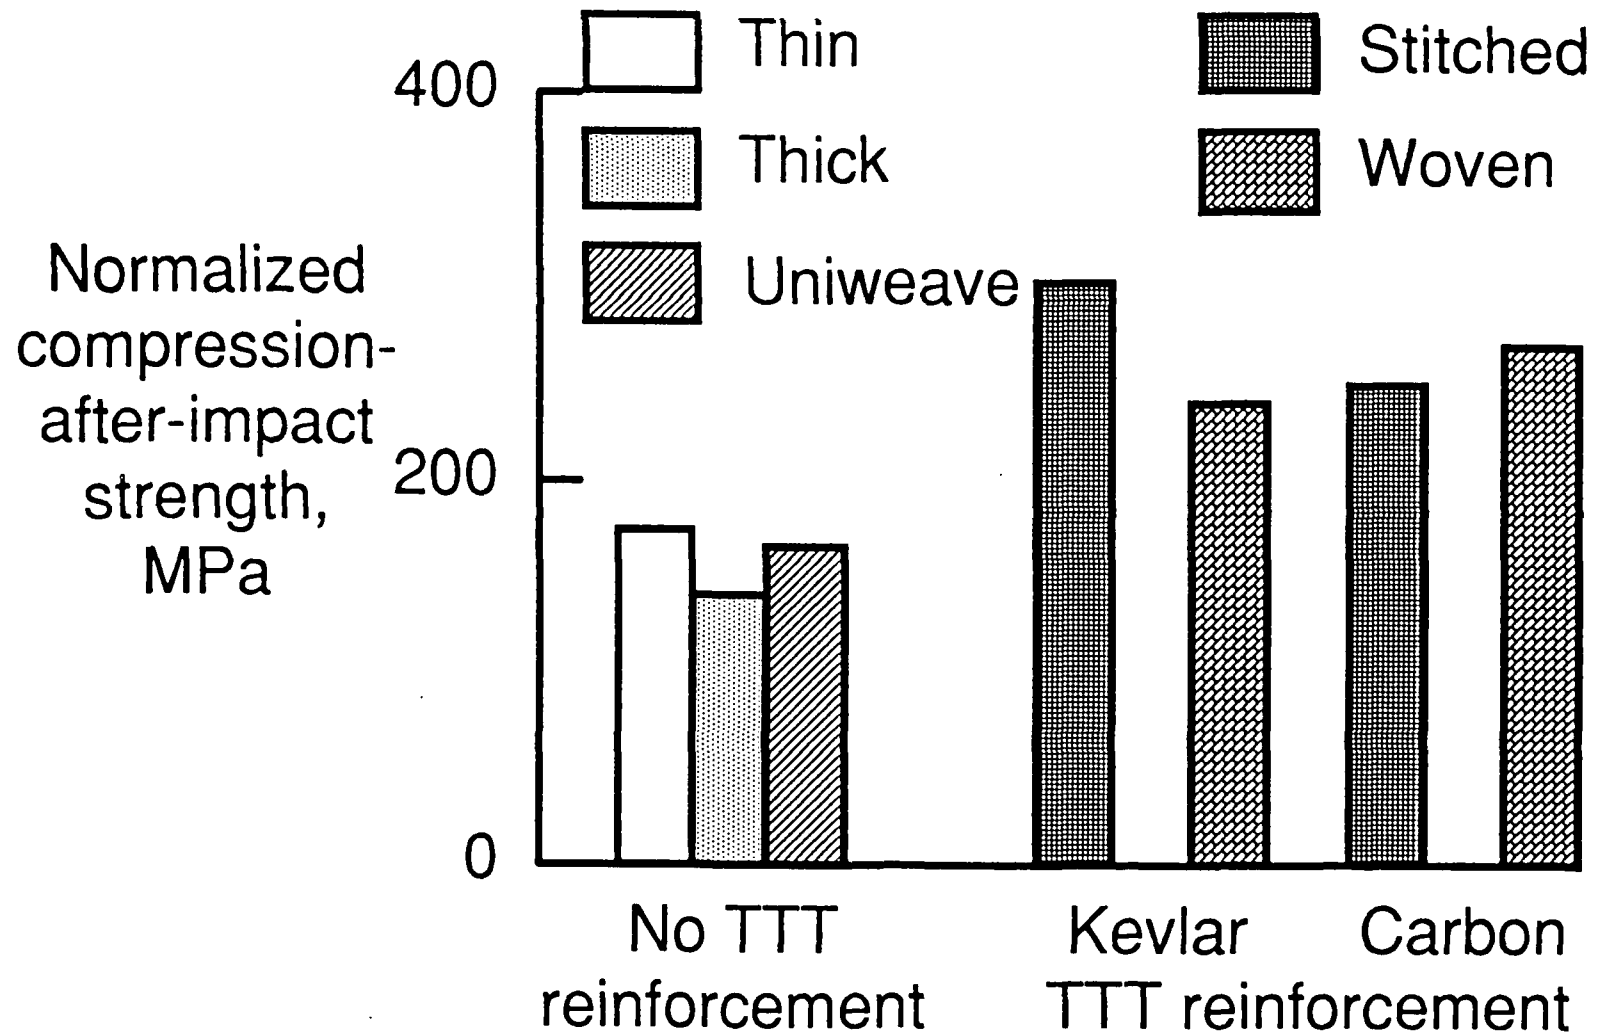 Thin
Thick
Uniweave
Stitched
Woven
400
200
0
Normalized
compression-
after-impact
strength,
MPa
No TTT
reinforcement
Kevlar
Carbon
TTT reinforcement